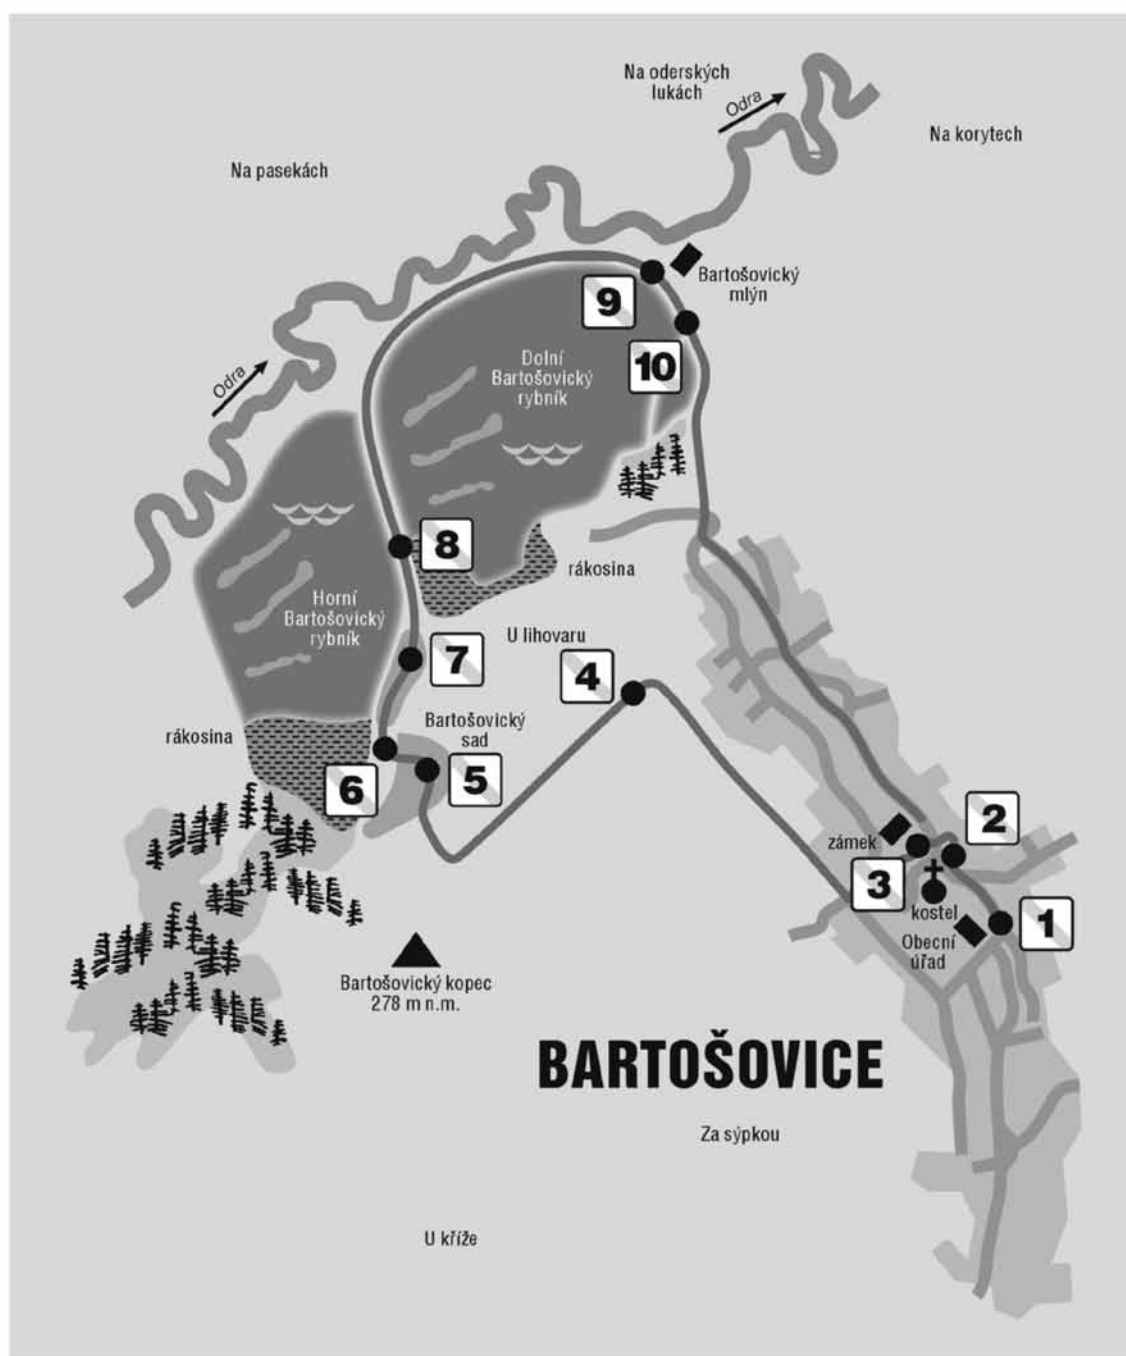 Na oderských
lukách
Odra
Na korytech
Na pasekách
Bartošovický
mlýn
9
Odra
10
Dolní
Bartošovický
rybník
8
rákosina
Horní
Bartošovický
rybník
U lihovaru
7
4
Bartošovický
sad
rákosina
5
6
2
zámek
3
kostel
1
Obecní
úřad
Bartošovický kopec
278 m n.m.
BARTOŠOVICE
Za sýpkou
U kříže